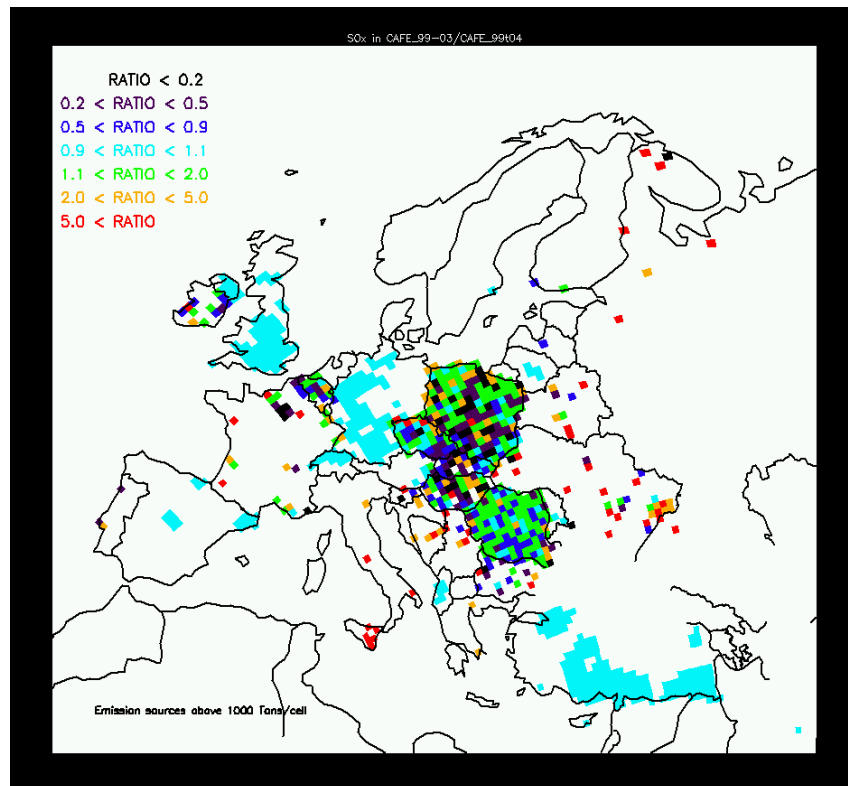 SOx in CAFE_99-03/CAFE_99t04
RATIO < 0.2
0.2 < RATIO < 0.5
0.5 < RATIO < 0.9
0.9 < RATIO < 1.1
1.1 < RATIO < 2.0
2.0 < RATIO < 5.0
5.0 < RATIO
Emission sources above 1000 Tons/cell